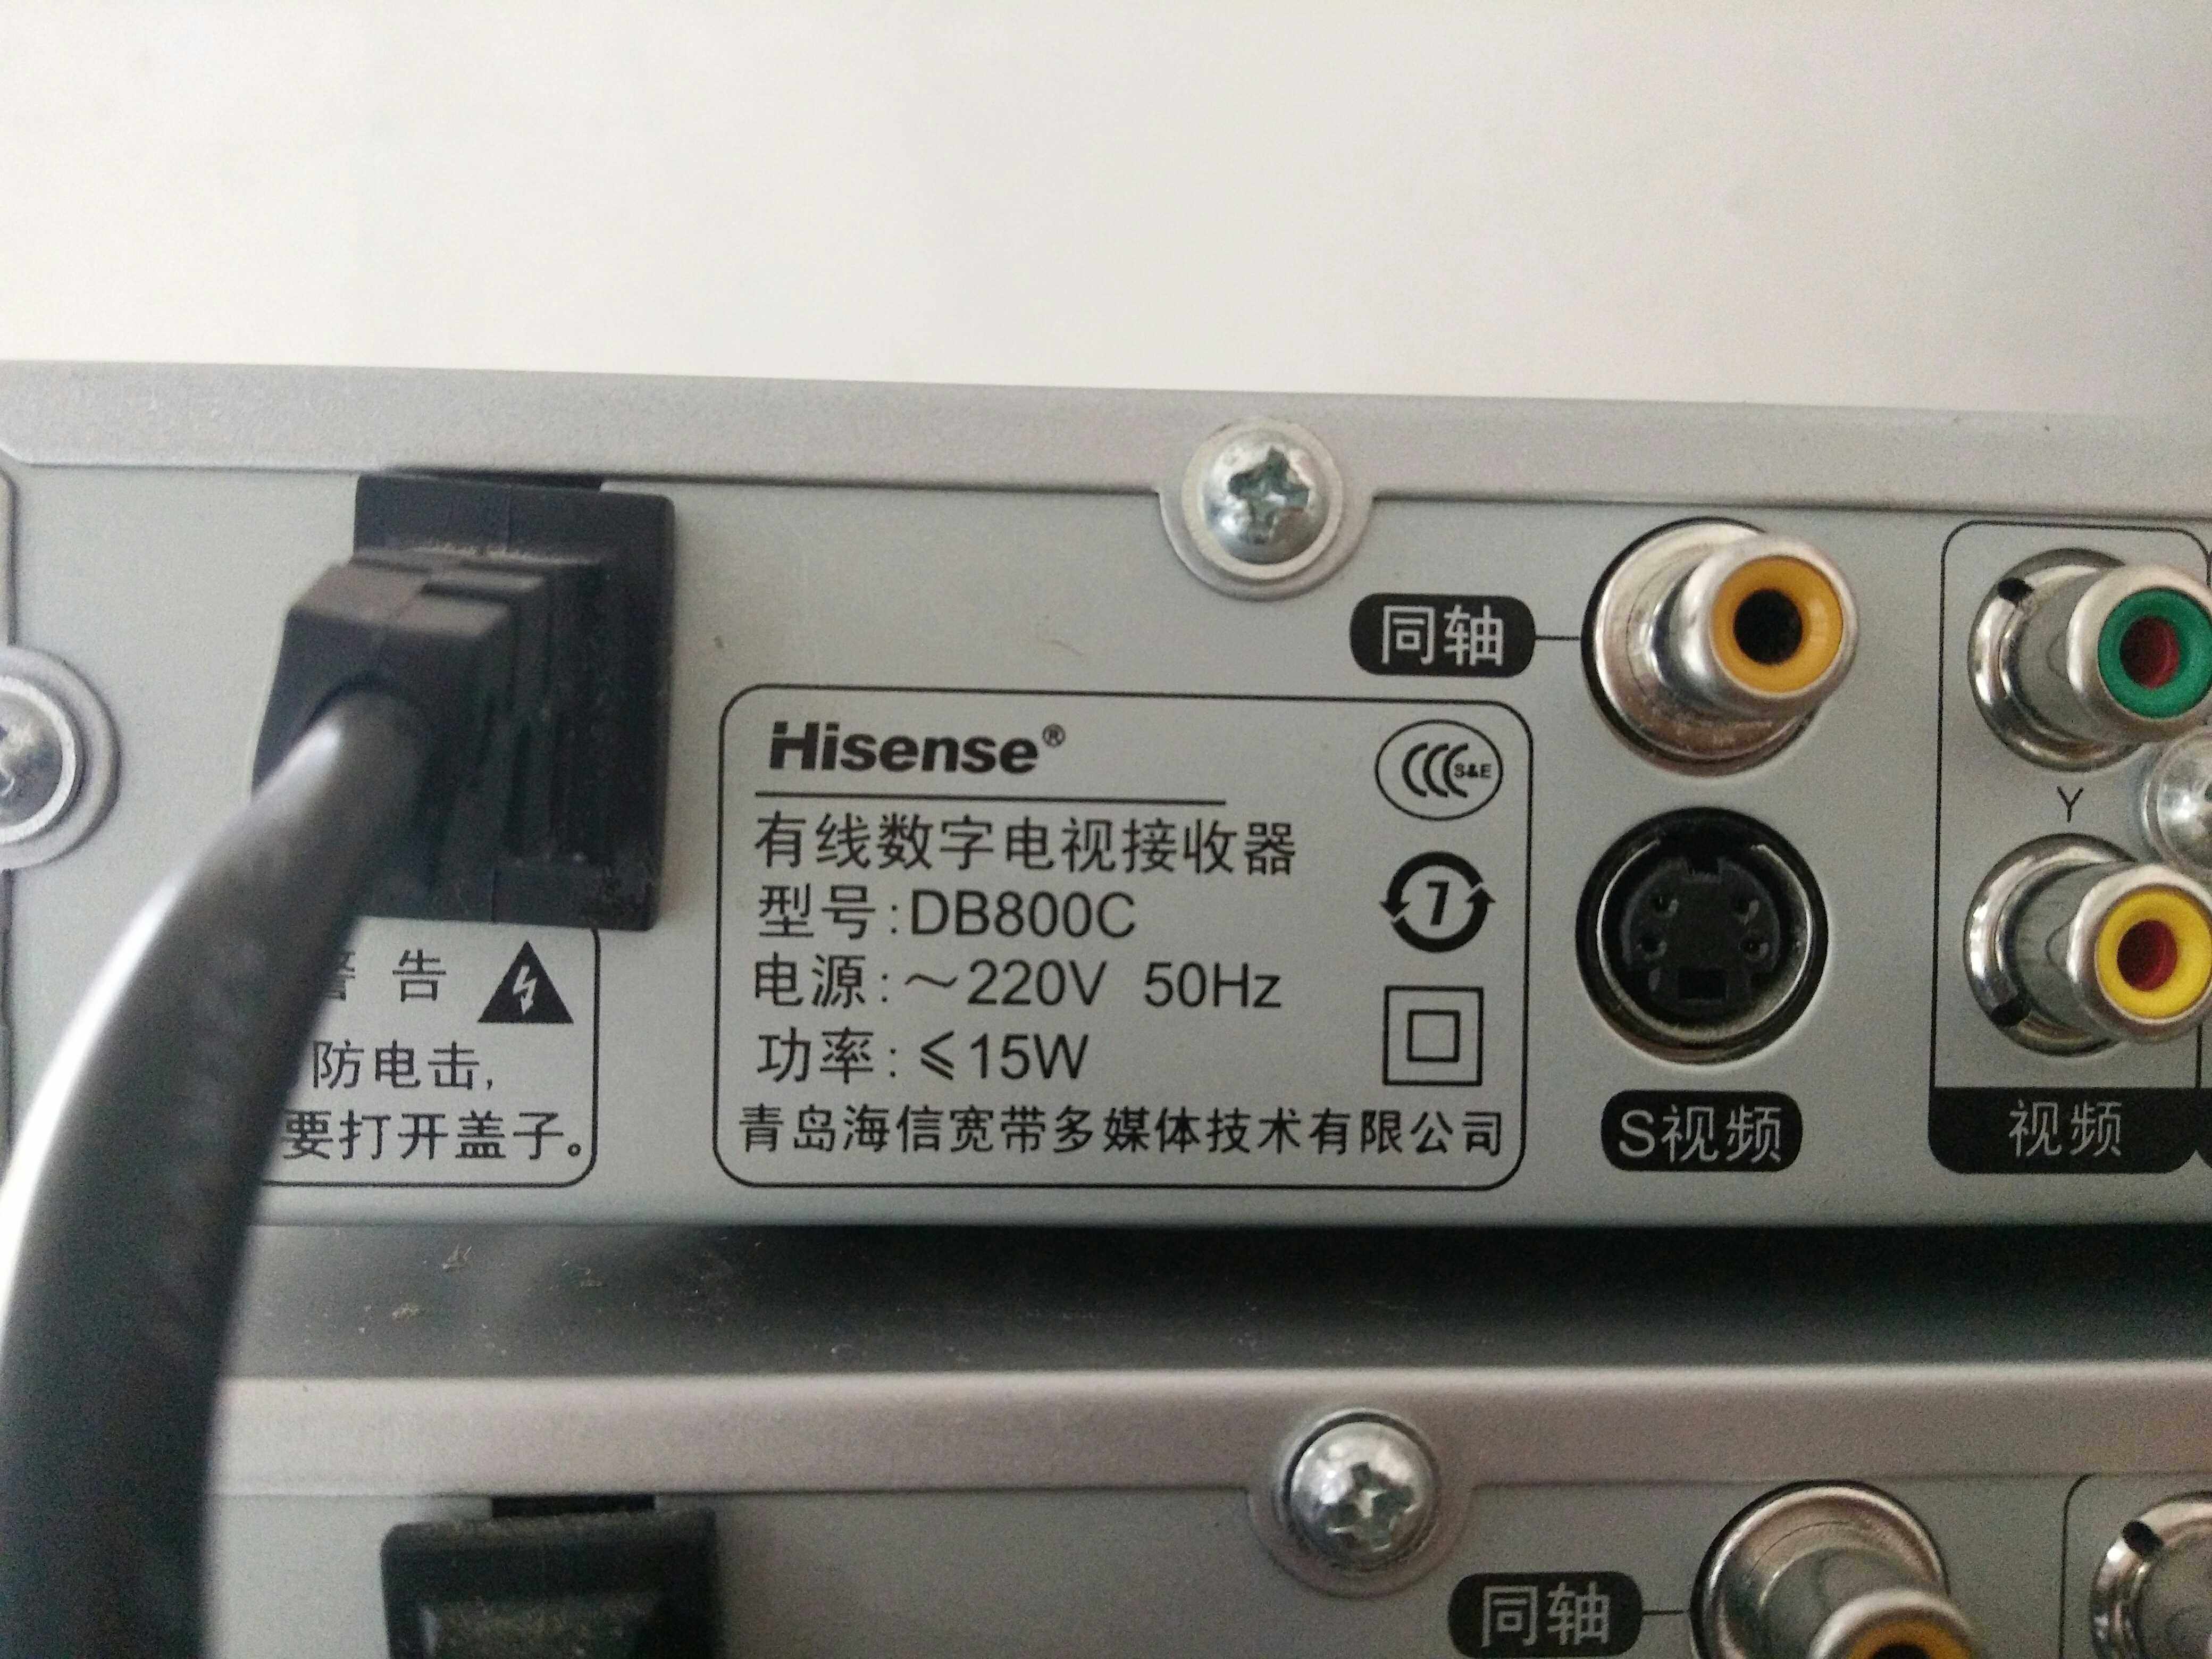 同轴
Hisense®
S&E
有线数字电视接收器
型号:DB800C
7
电源:～220V 50Hz
功率:≤15W
青岛海信宽带多媒体技术有限公司
告
防电击,
要打开盖子。
Y
S视频
视频
同轴